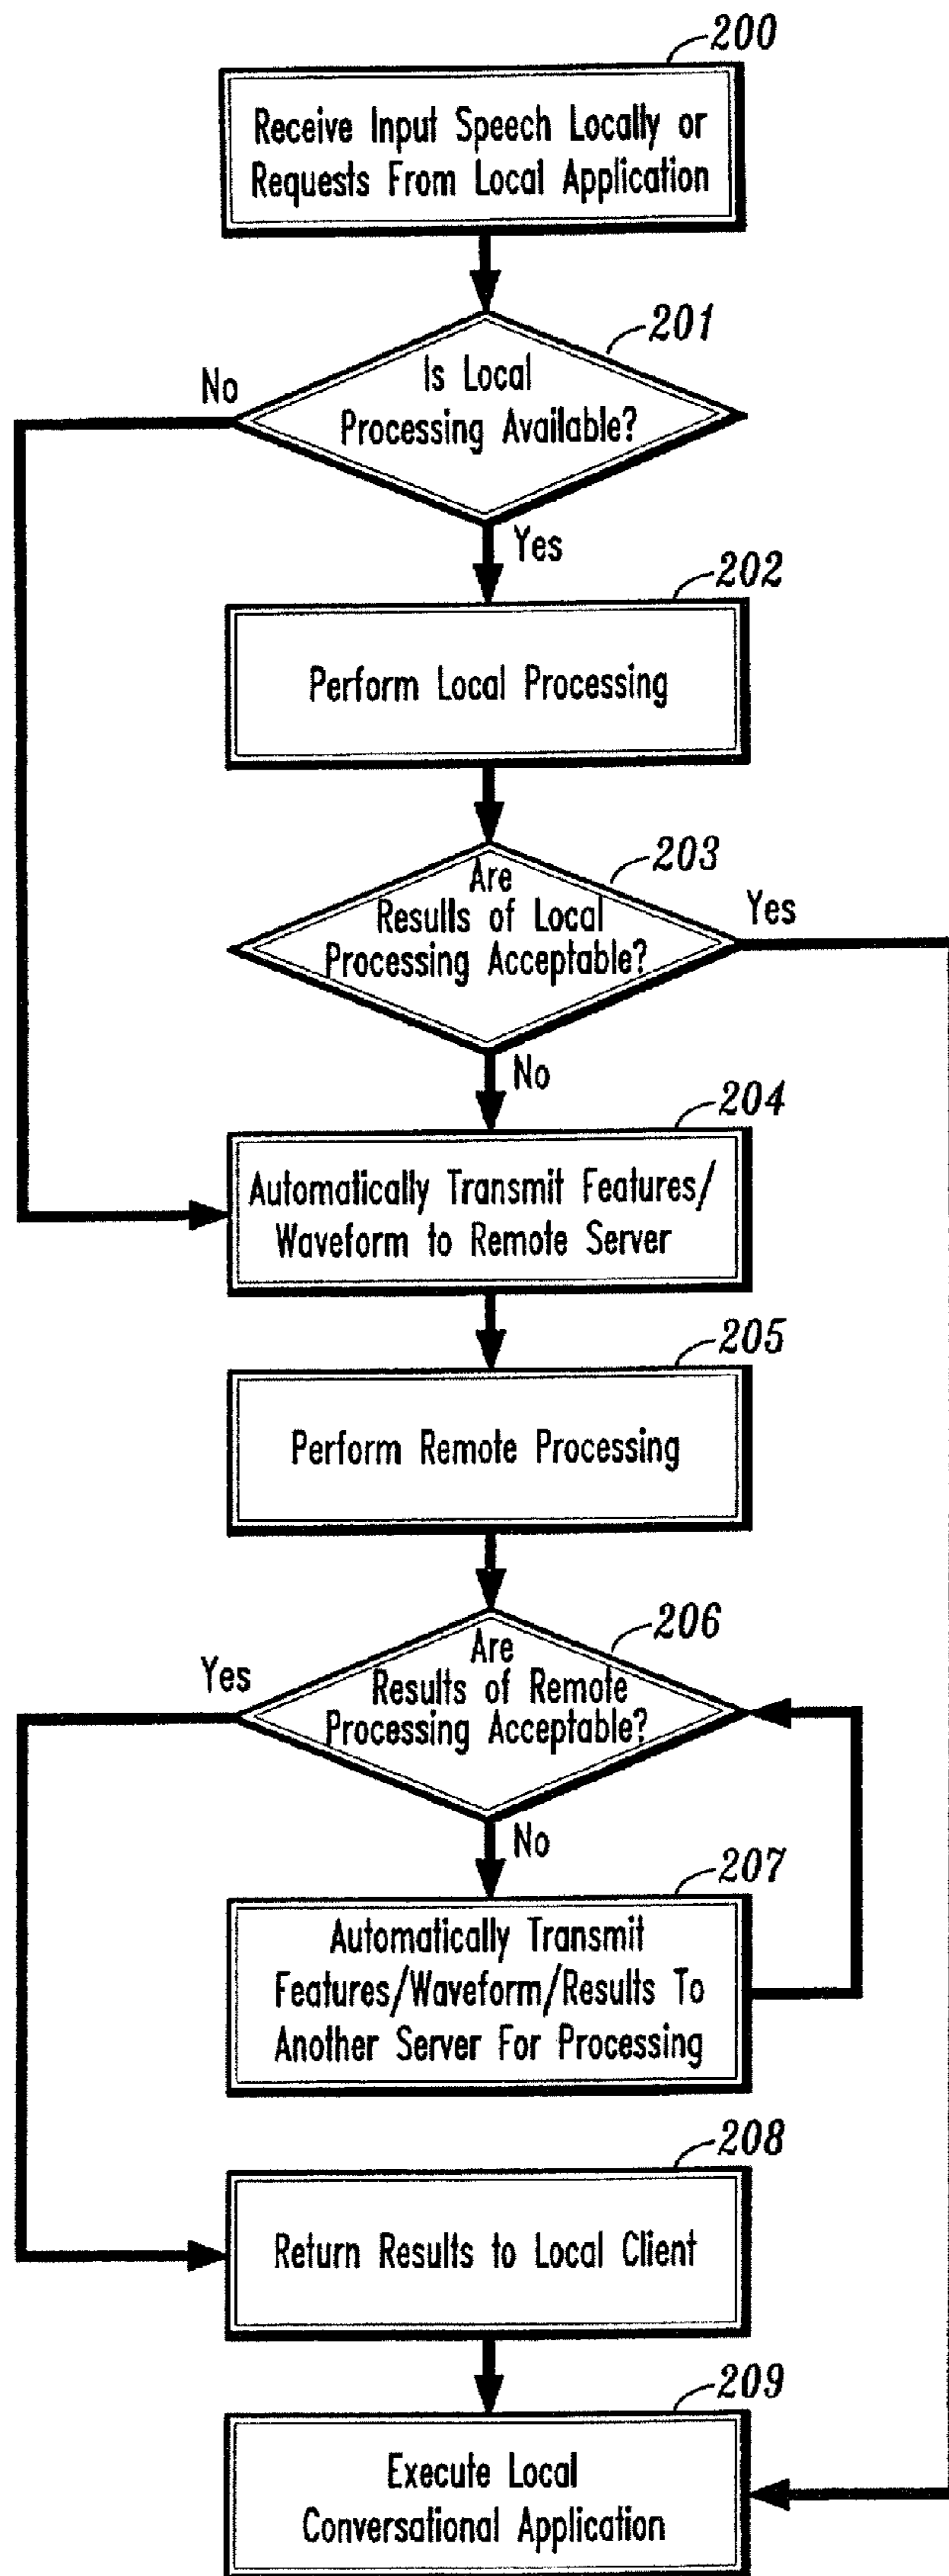 200
Receive Input Speech Locally or
Requests From Local Application
201
Is Local
Processing Available?
No
Yes
202
Perform Local Processing
203
Are
Results of Local
Processing Acceptable?
Yes
No
204
Automatically Transmit Features/
Waveform to Remote Server
205
Perform Remote Processing
206
Are
Results of Remote
Processing Acceptable?
Yes
No
207
Automatically Transmit
Features/Waveform/Results To
Another Server For Processing
208
Return Results to Local Client
209
Execute Local
Conversational Application